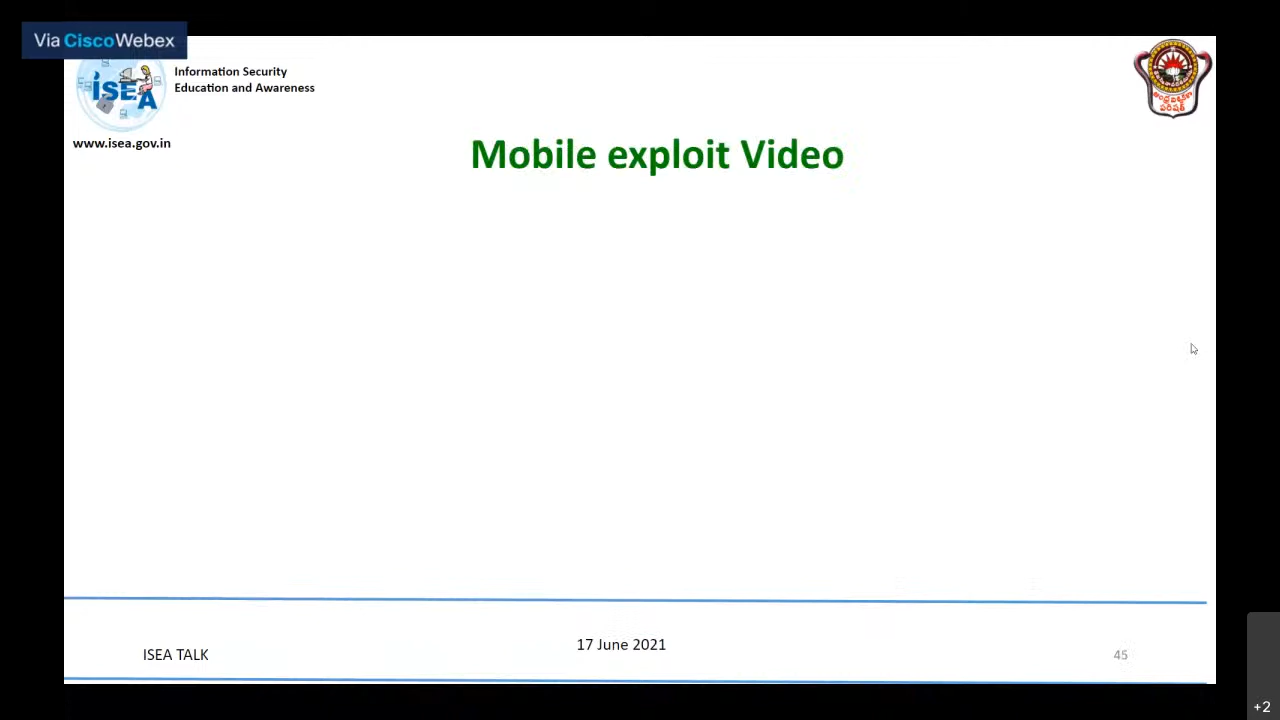 Via CiscoWebex
iSEA
Information Security
Education and Awareness
www.isea.gov.in
Mobile exploit Video
ISEA TALK
17 June 2021
45
+2